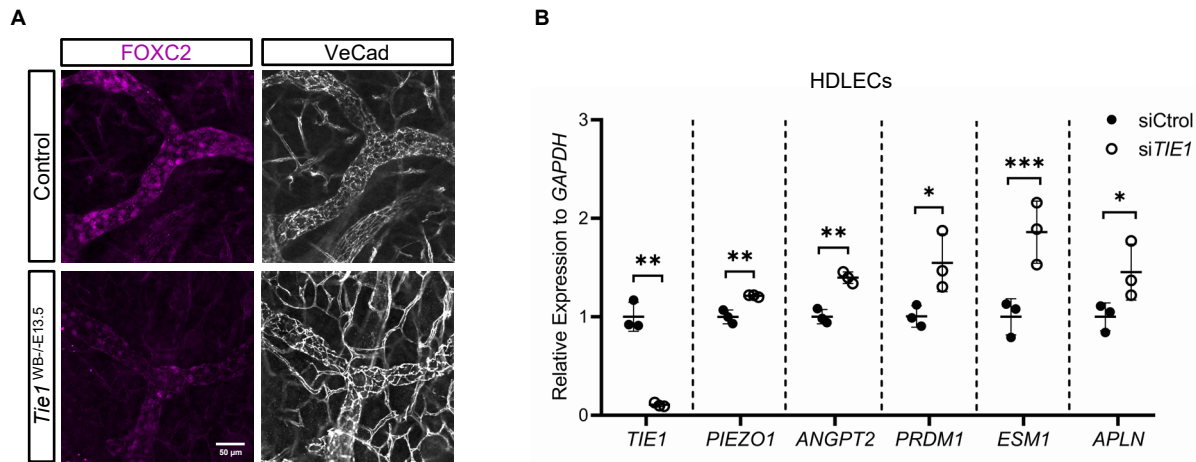 A
FOXC2
VeCad
Control
Tie1 WB-/-E13.5
50 µm
B
HDLECs
Relative Expression to GAPDH
3
2
1
0
siCtrol
siTIE1
**
**
**
*
***
*
TIE1
PIEZO1
ANGPT2
PRDM1
ESM1
APLN